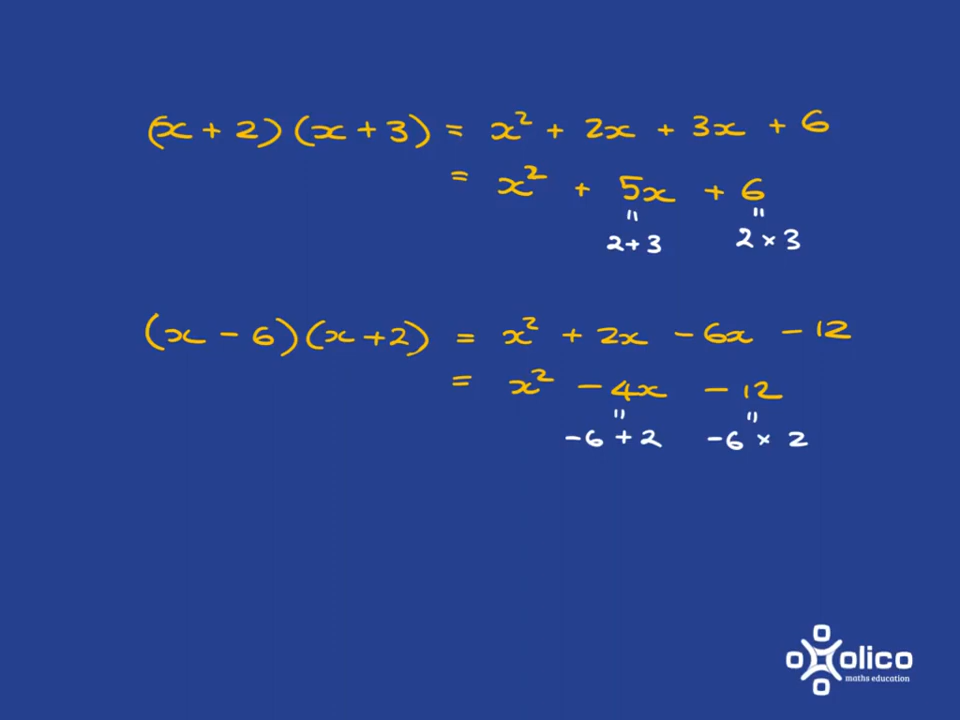 (x + 2)(x + 3) = x² + 2x + 3x + 6
= x² + 5x + 6
" "
2+3 2×3
(x - 6)(x+2) = x² + 2x - 6x - 12
= x² - 4x - 12
" "
-6 + 2 -6 × 2
olico
maths education